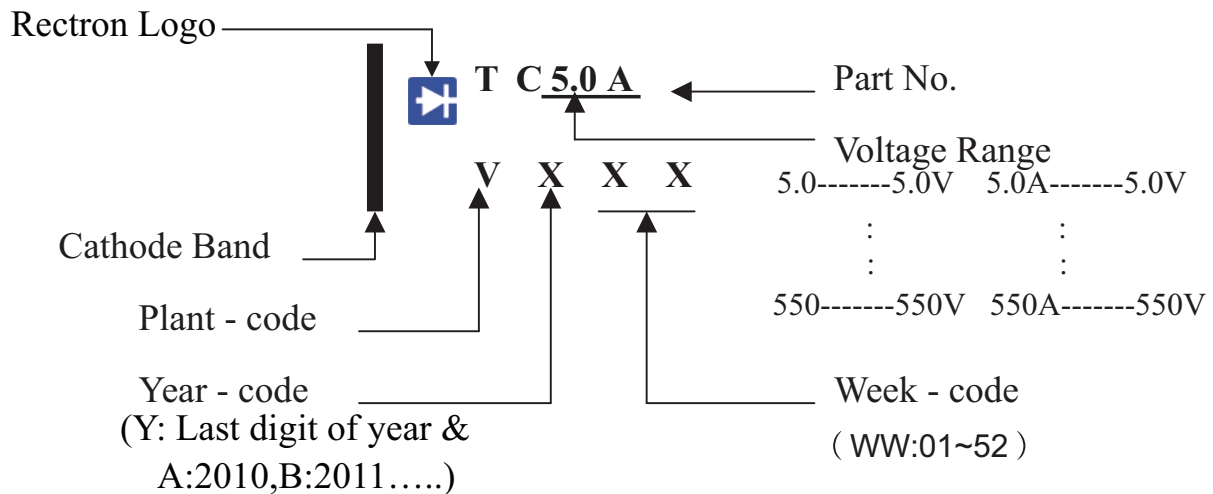 Rectron Logo
T C 5.0 A
Part No.
Voltage Range
V X X X
5.0-------5.0V 5.0A-------5.0V
: :
: :
550-------550V 550A-------550V
Cathode Band
Plant - code
Year - code
(Y: Last digit of year &
A:2010,B:2011…..)
Week - code
（WW:01~52）